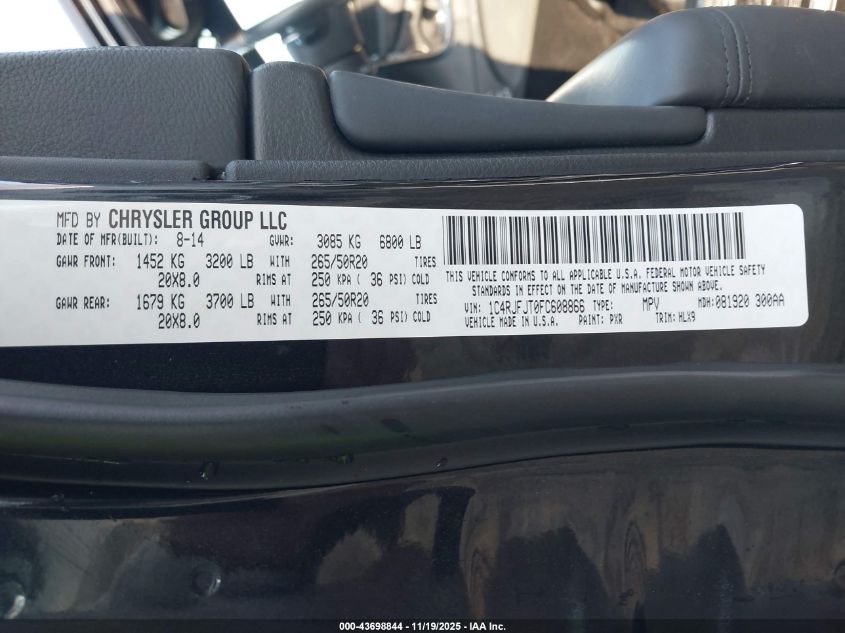 MFD BY CHRYSLER GROUP LLC
DATE OF MFR(BUILT): 8-14 GVWR: 3085 KG 6800 LB
GAWR FRONT: 1452 KG 3200 LB WITH 265/50R20 TIRES
20X8.0 RIMS AT 250 KPA ( 36 PSI) COLD
GAWR REAR: 1679 KG 3700 LB WITH 265/50R20 TIRES
20X8.0 RIMS AT 250 KPA ( 36 PSI) COLD
THIS VEHICLE CONFORMS TO ALL APPLICABLE U.S.A. FEDERAL MOTOR VEHICLE SAFETY
STANDARDS IN EFFECT ON THE DATE OF MANUFACTURE SHOWN ABOVE.
VIN: 1C4RJFJT0FC608866 TYPE: MPV MDH: 081920 300AA
VEHICLE MADE IN U.S.A. PAINT: PXR TRIM: HLX9
000-43698844 - 11/19/2025 - IAA Inc.